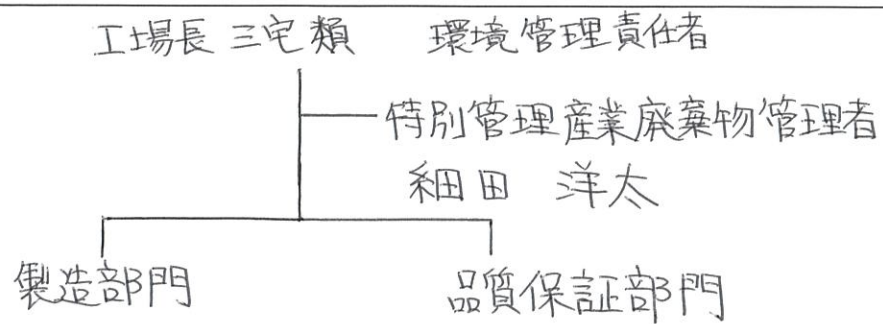 工場長 三宅類 環境管理責任者
特別管理産業廃棄物管理者
細田 洋太
製造部門 品質保証部門